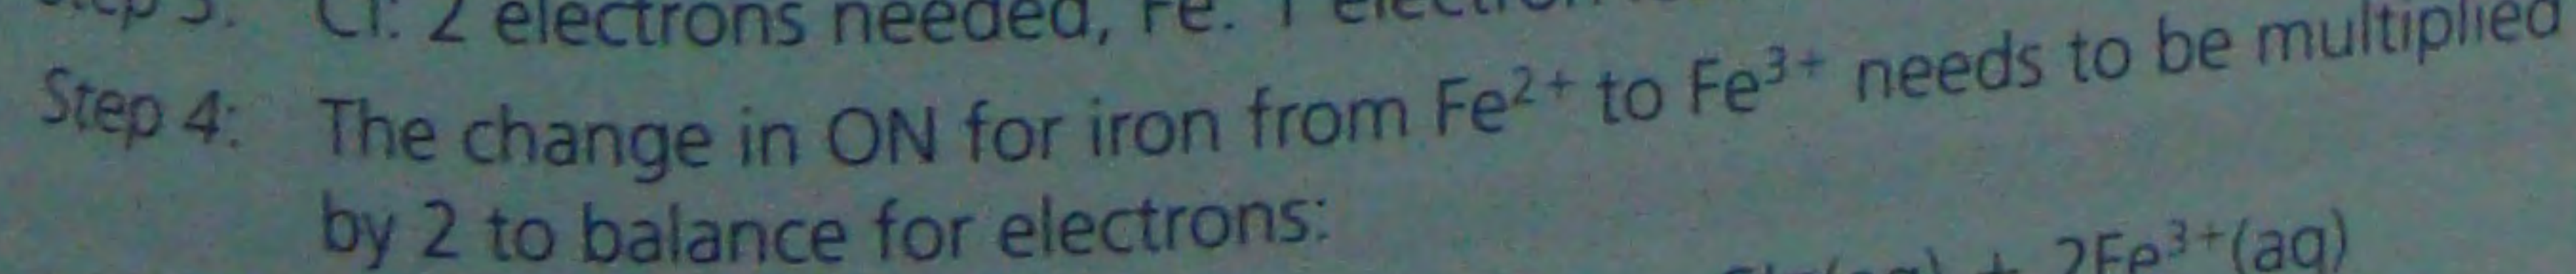 Cl: 2 electrons needed, Fe: 1
Step 4: The change in ON for iron from Fe²⁺ to Fe³⁺ needs to be multiplied
by 2 to balance for electrons:
+ 2Fe³⁺(aq)